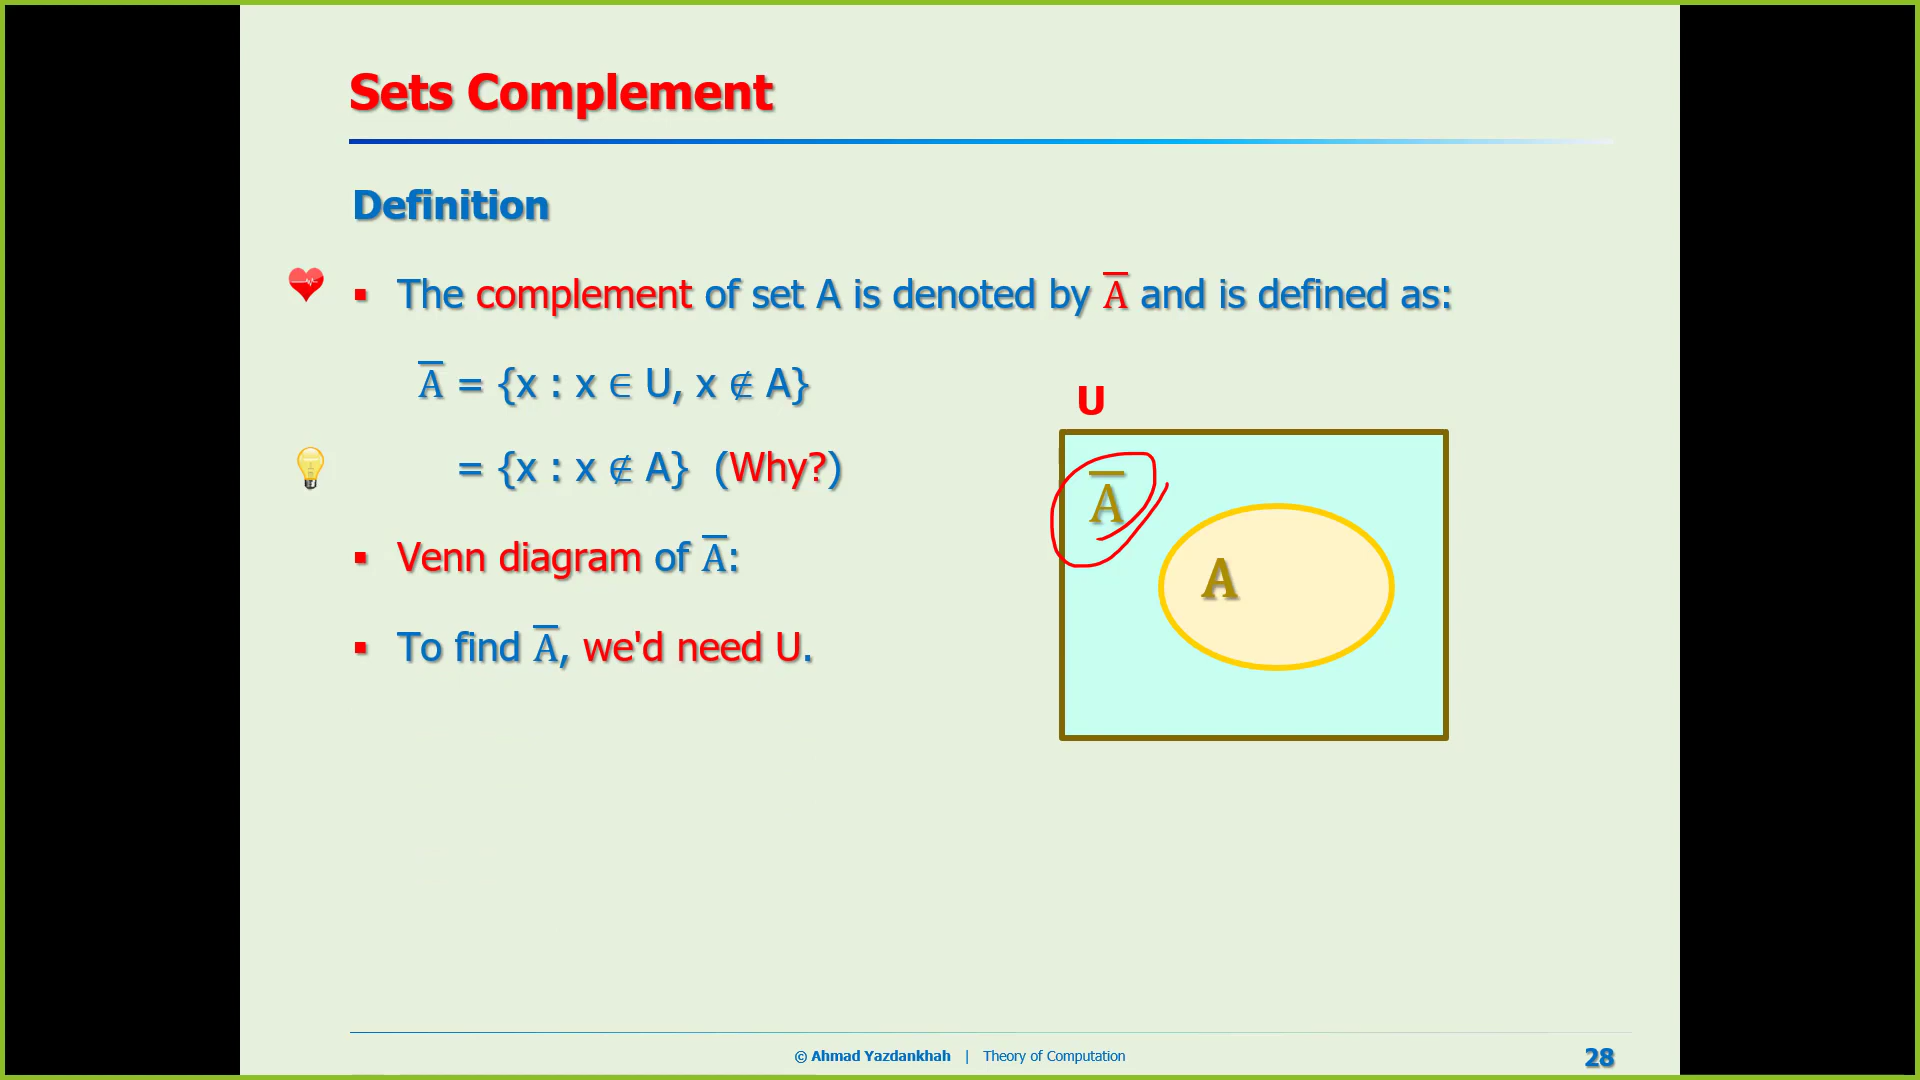 Sets Complement
Definition
▪ The complement of set A is denoted by A̅ and is defined as:
A̅ = {x : x ∈ U, x ∉ A}
= {x : x ∉ A} (Why?)
▪ Venn diagram of A̅:
▪ To find A̅, we'd need U.
U
A̅
A
© Ahmad Yazdankhah | Theory of Computation
28